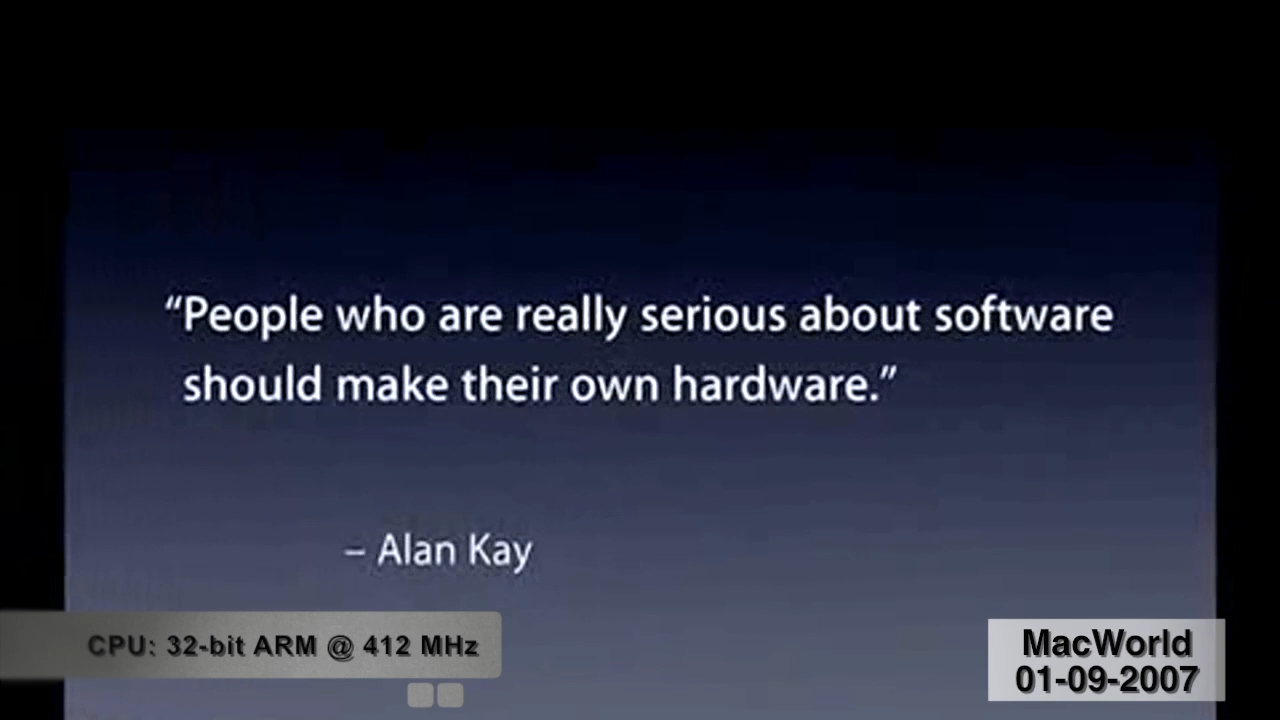 “People who are really serious about software
should make their own hardware.”
– Alan Kay
CPU: 32-bit ARM @ 412 MHz
MacWorld
01-09-2007